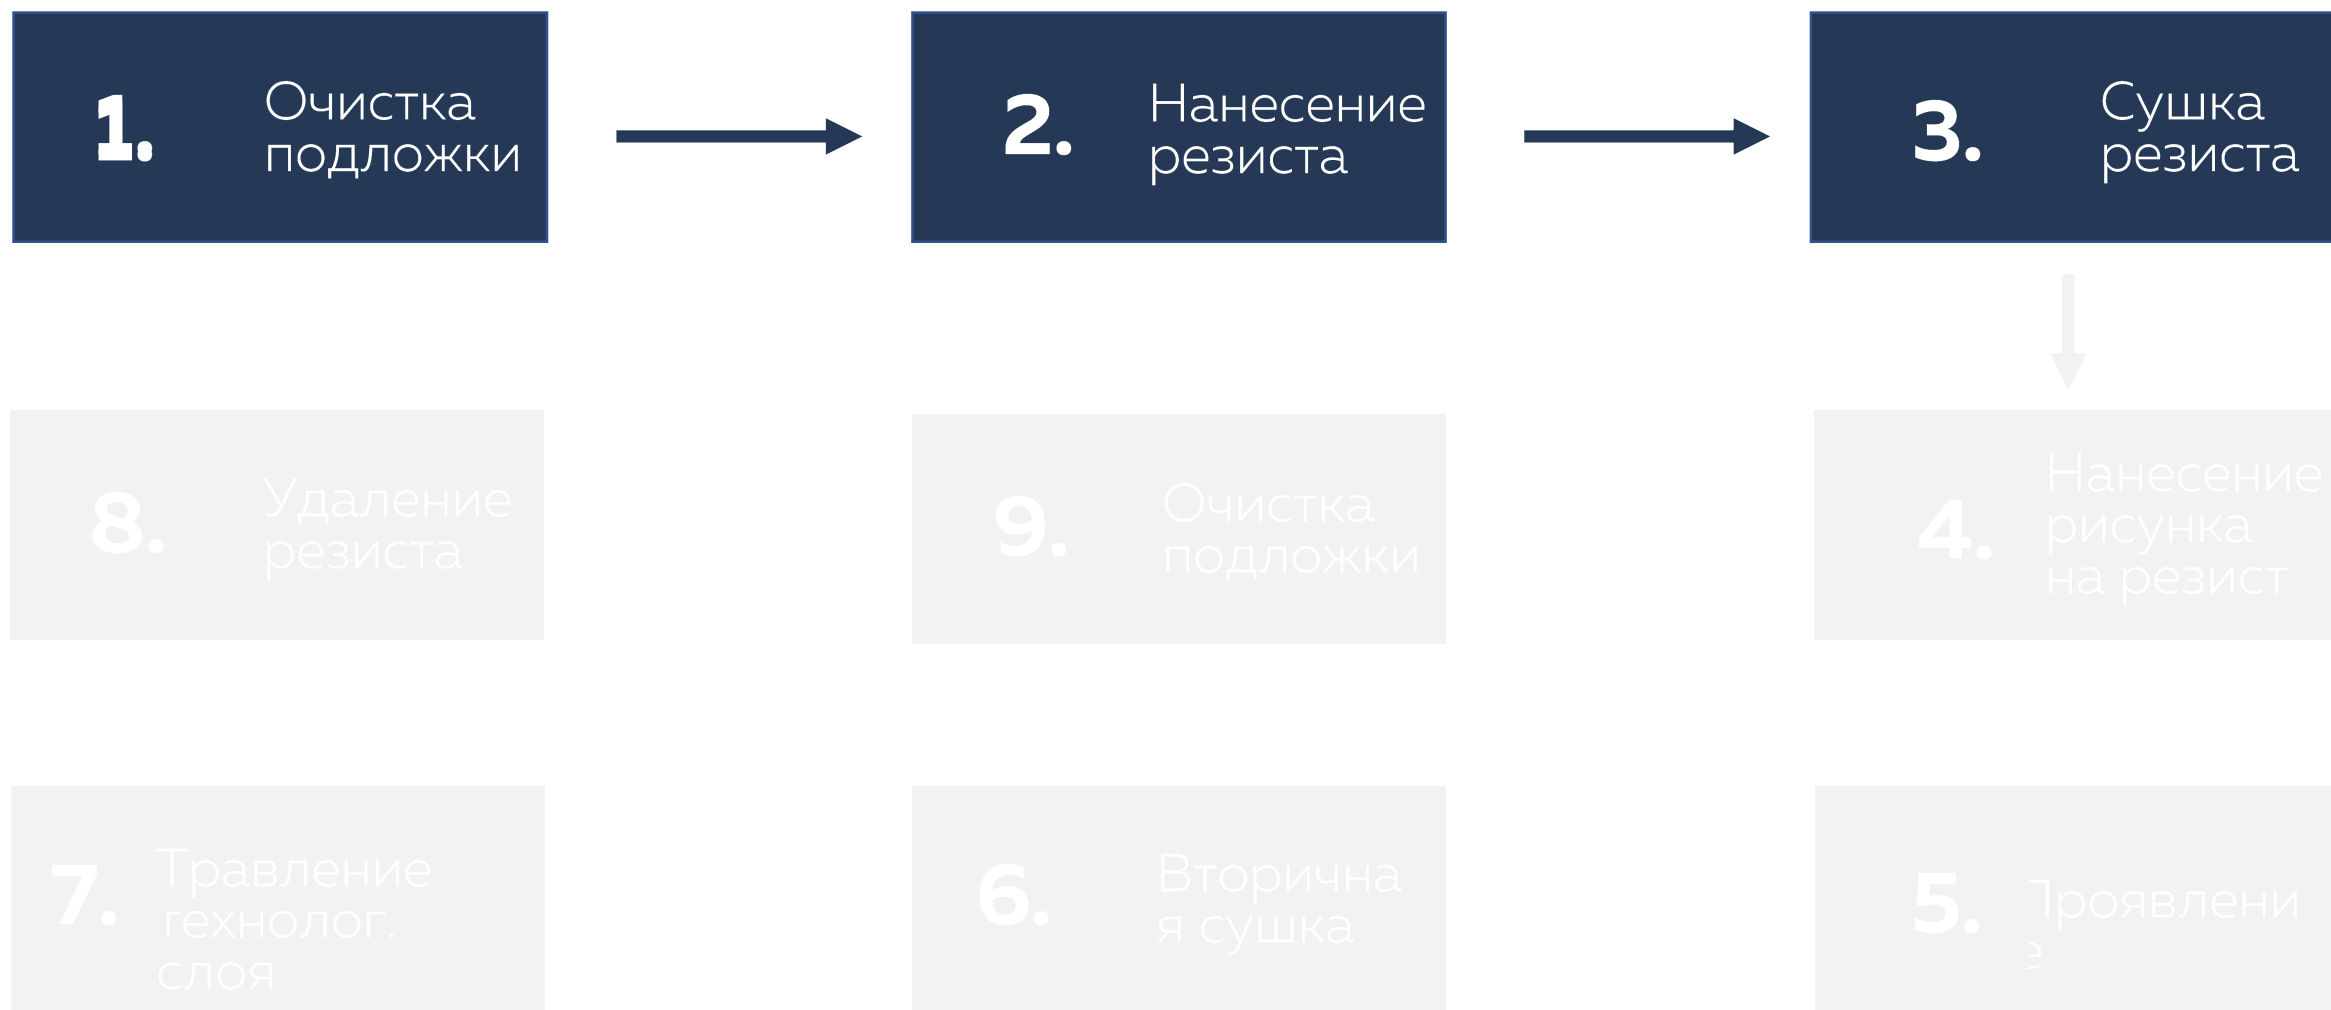 1.
Очистка
подложки
2.
Нанесение
резиста
3.
Сушка
резиста
8.
Удаление
резиста
9.
Очистка
подложки
4.
Нанесение
рисунка
на резист
7.
Травление
технолог.
слоя
6.
Вторична
я сушка
5.
Проявлени
е